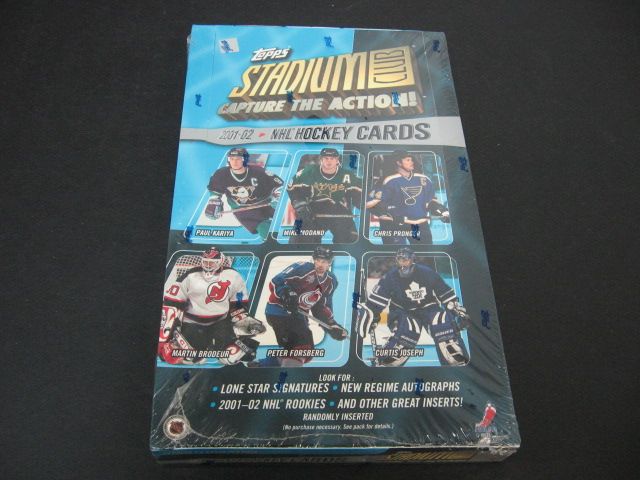 Topps
STADIUM CLUB
CAPTURE THE ACTION!
2001-02 • NHL® HOCKEY CARDS
PAUL KARIYA
MIKE MODANO
CHRIS PRONGER
MARTIN BRODEUR
PETER FORSBERG
CURTIS JOSEPH
LOOK FOR:
• LONE STAR SIGNATURES • NEW REGIME AUTOGRAPHS
• 2001–02 NHL® ROOKIES • AND OTHER GREAT INSERTS!
RANDOMLY INSERTED
(No purchase necessary. See pack for details.)